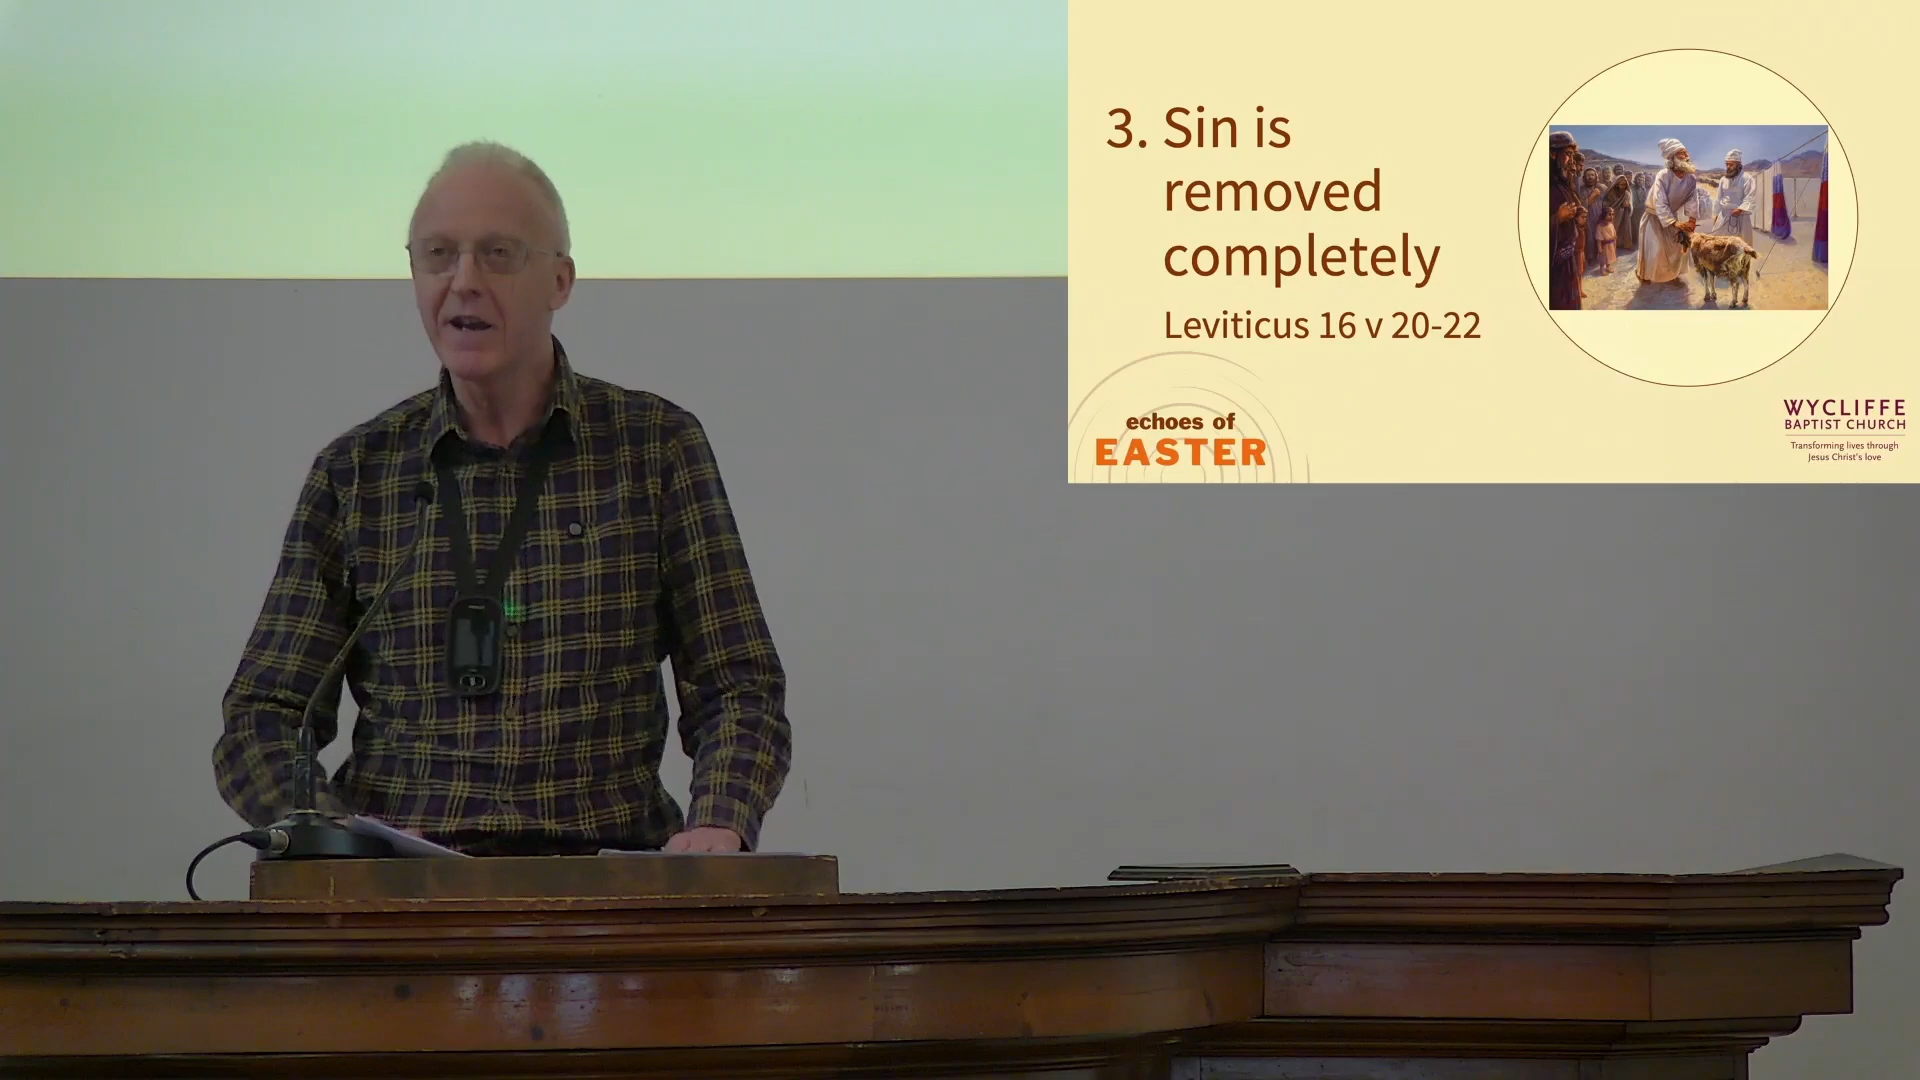 3. Sin is
removed
completely
Leviticus 16 v 20-22
echoes of
EASTER
WYCLIFFE
BAPTIST CHURCH
Transforming lives through
Jesus Christ's love